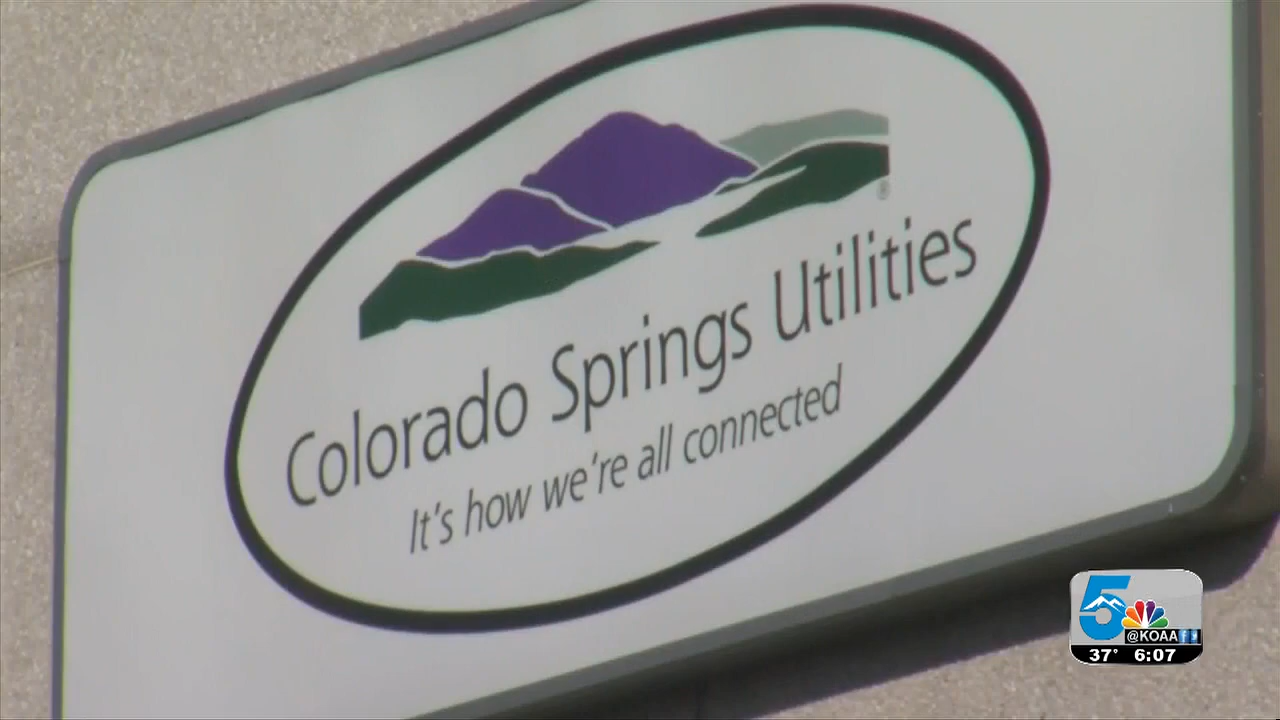 ®
Colorado Springs Utilities
It's how we're all connected
5
@KOAA
37° 6:07